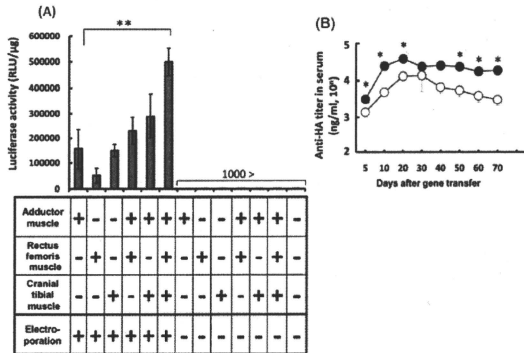 (A)
**
Luciferase activity (RLU/µg)
600000
500000
400000
300000
200000
100000
0
1000 >
Adductor muscle + - - + + + + - - + + + -
Rectus femoris muscle - + - + - + - + - + - + -
Cranial tibial muscle - - + - + + - - + - + + -
Electro-poration + + + + + + - - - - - - -
(B)
Anti-HA titer in serum
(ng/ml, 10ⁿ)
5
4
3
2
* * * * * *
5 10 20 30 40 50 60 70
Days after gene transfer